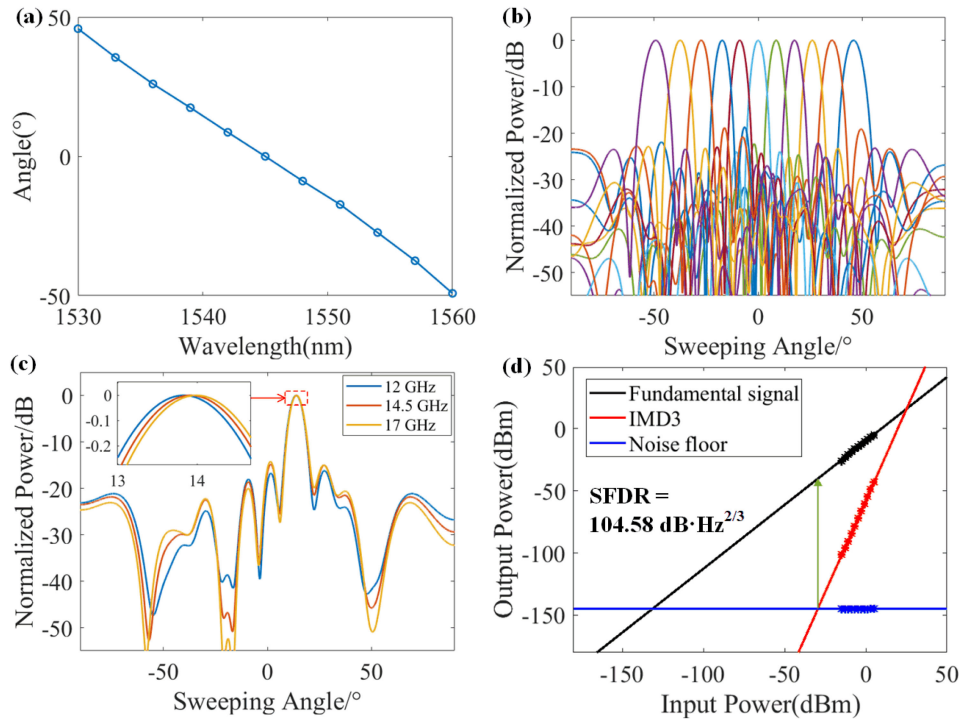 (a)
50
0
-50
Angle(°)
1530
1540
1550
1560
Wavelength(nm)
(b)
0
-10
-20
-30
-40
-50
Normalized Power/dB
-50
0
50
Sweeping Angle/°
(c)
0
-10
-20
-30
-40
-50
Normalized Power/dB
0
-0.1
-0.2
13
14
12 GHz
14.5 GHz
17 GHz
-50
0
50
Sweeping Angle/°
(d)
50
0
-50
-100
-150
Output Power(dBm)
Fundamental signal
IMD3
Noise floor
SFDR =
104.58 dB·Hz2/3
-150
-100
-50
0
50
Input Power(dBm)